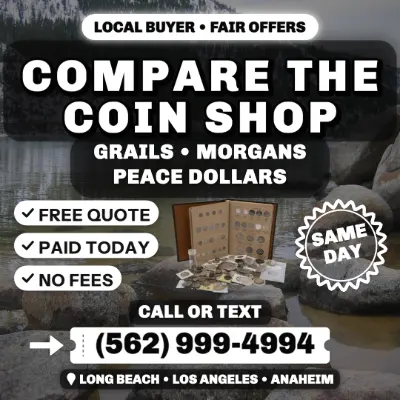 LOCAL BUYER • FAIR OFFERS
COMPARE THE
COIN SHOP
GRAILS • MORGANS
PEACE DOLLARS
FREE QUOTE
PAID TODAY
NO FEES
SAME
DAY
CALL OR TEXT
(562) 999-4994
LONG BEACH • LOS ANGELES • ANAHEIM